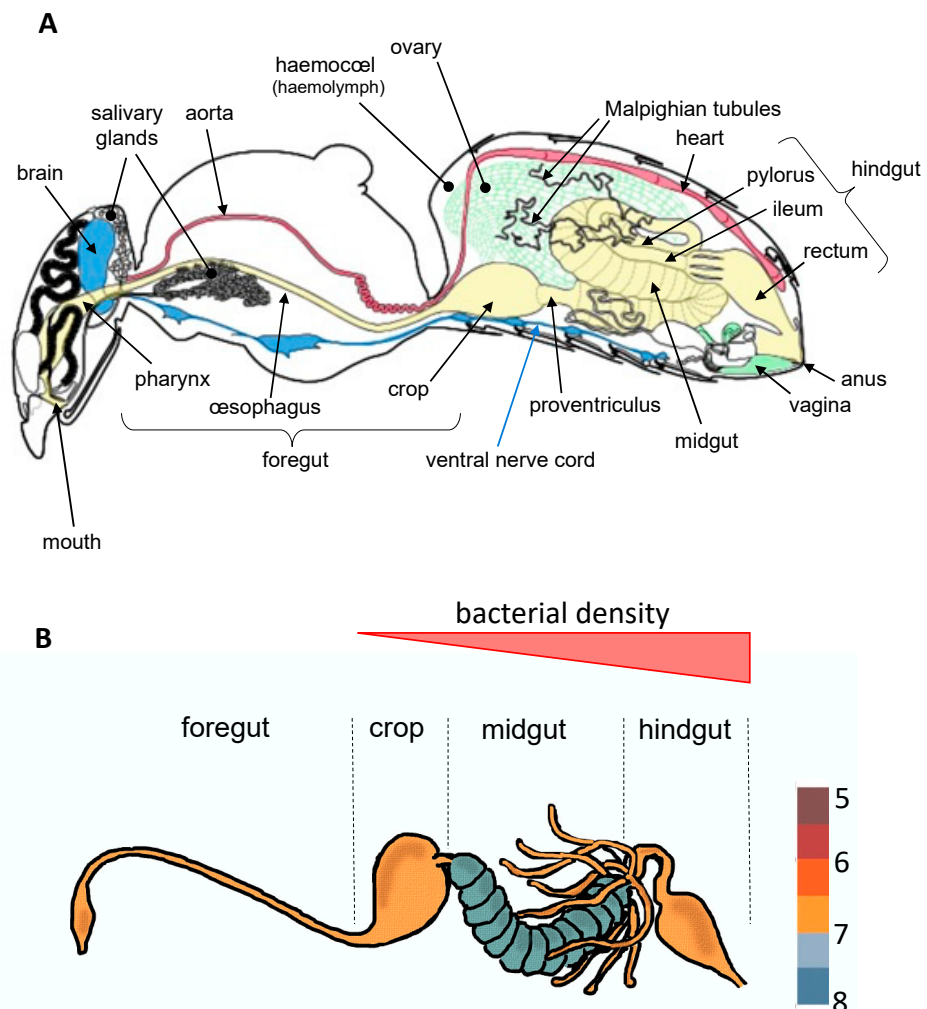 A
ovary
haemocœl
(haemolymph)
salivary
glands
aorta
Malpighian tubules
heart
brain
pylorus
hindgut
ileum
rectum
pharynx
œsophagus
crop
proventriculus
anus
vagina
midgut
foregut
ventral nerve cord
mouth
bacterial density
B
foregut
crop
midgut
hindgut
5
6
7
8